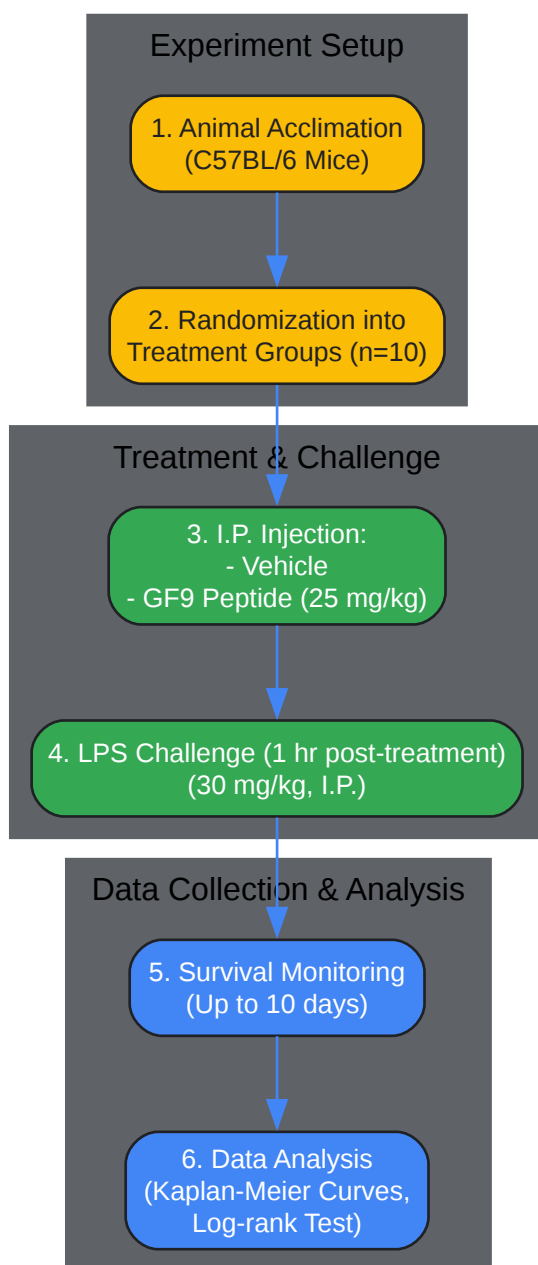 Experiment Setup
1. Animal Acclimation
(C57BL/6 Mice)
2. Randomization into
Treatment Groups (n=10)
Treatment & Challenge
3. I.P. Injection:
- Vehicle
- GF9 Peptide (25 mg/kg)
4. LPS Challenge (1 hr post-treatment)
(30 mg/kg, I.P.)
Data Collection & Analysis
5. Survival Monitoring
(Up to 10 days)
6. Data Analysis
(Kaplan-Meier Curves,
Log-rank Test)